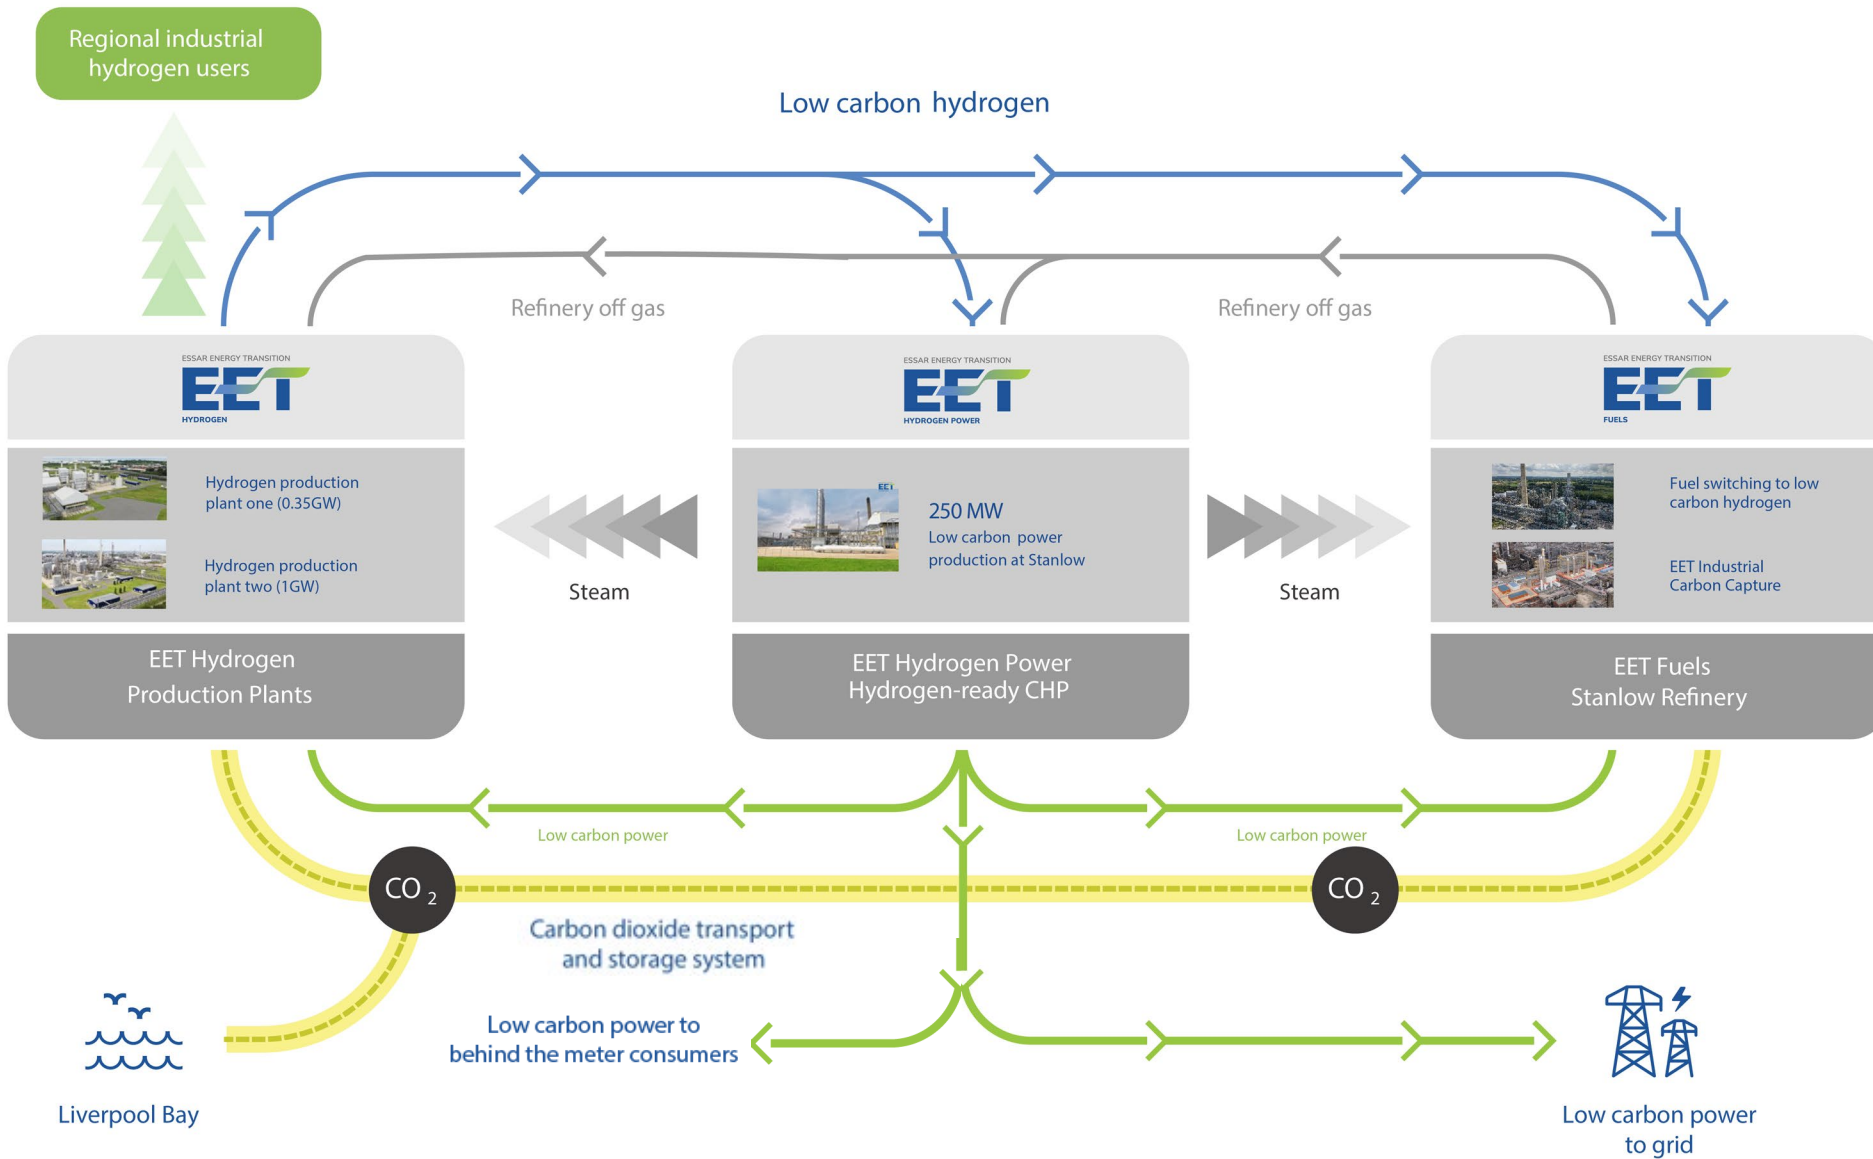 Regional industrial
hydrogen users
Low carbon hydrogen
Refinery off gas
Refinery off gas
ESSAR ENERGY TRANSITION
EET
HYDROGEN
Hydrogen production
plant one (0.35GW)
Hydrogen production
plant two (1GW)
EET Hydrogen
Production Plants
Steam
ESSAR ENERGY TRANSITION
EET
HYDROGEN POWER
EET
250 MW
Low carbon power
production at Stanlow
EET Hydrogen Power
Hydrogen-ready CHP
Steam
ESSAR ENERGY TRANSITION
EET
FUELS
Fuel switching to low
carbon hydrogen
EET Industrial
Carbon Capture
EET Fuels
Stanlow Refinery
Low carbon power
Low carbon power
CO 2
CO 2
Carbon dioxide transport
and storage system
Low carbon power to
behind the meter consumers
Liverpool Bay
Low carbon power
to grid